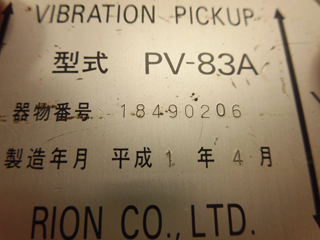 VIBRATION PICKUP
型式 PV-83A
器物番号 18490206
製造年月 平成1年4月
RION CO., LTD.